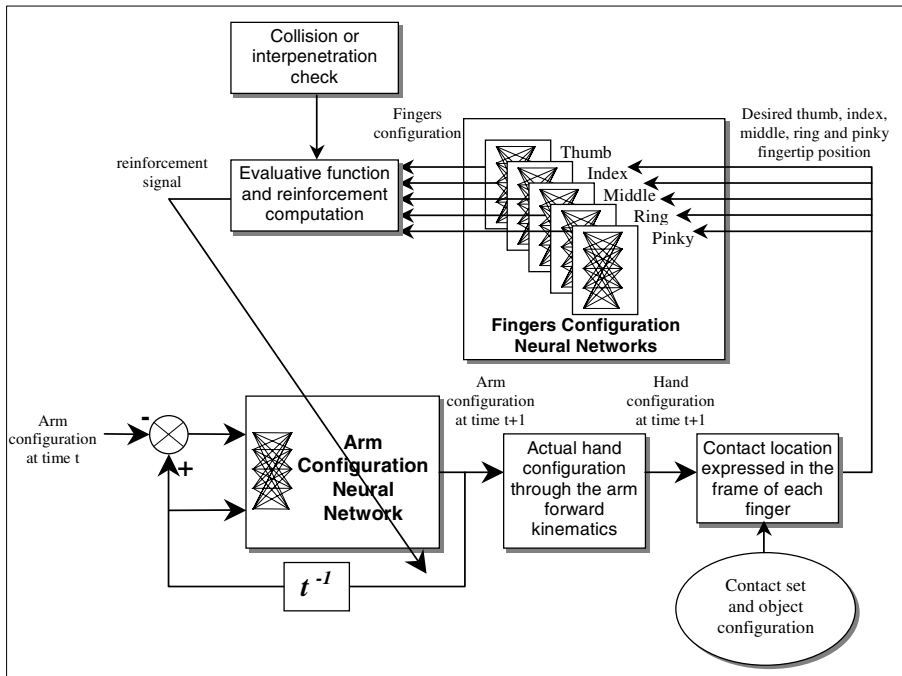 Collision or
interpenetration
check
Fingers
configuration
Desired thumb, index,
middle, ring and pinky
fingertip position
reinforcement
signal
Evaluative function
and reinforcement
computation
Thumb
Index
Middle
Ring
Pinky
Fingers Configuration
Neural Networks
Arm
configuration
at time t
-
+
Arm
Configuration
Neural
Network
t -1
Arm
configuration
at time t+1
Actual hand
configuration
through the arm
forward
kinematics
Hand
configuration
at time t+1
Contact location
expressed in the
frame of each
finger
Contact set
and object
configuration